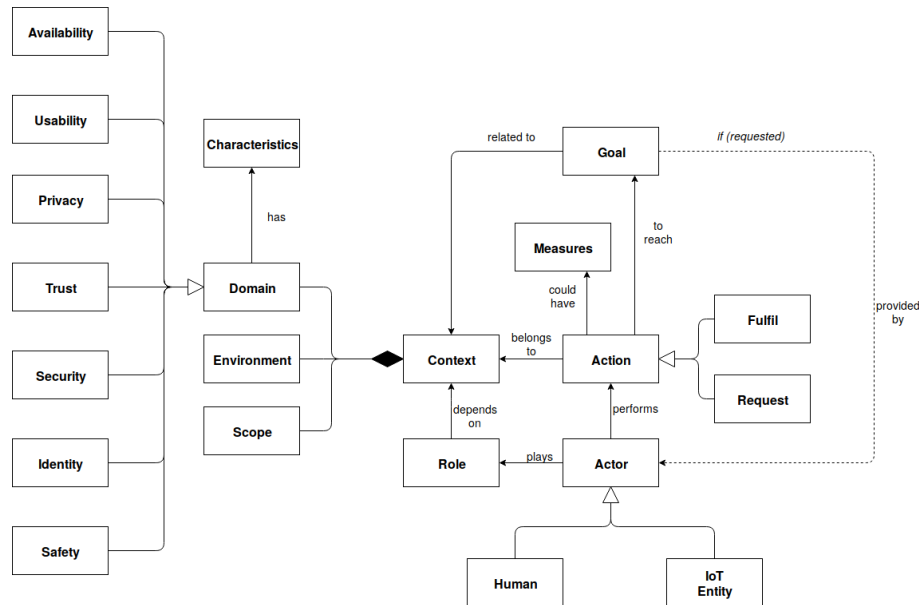 Availability
Usability
Privacy
Trust
Security
Identity
Safety
Characteristics
has
Domain
Environment
Scope
related to
Goal
If (requested)
to
reach
Measures
could
have
provided
by
Context
belongs
to
Action
Fulfil
Request
depends
on
performs
Role
plays
Actor
Human
IoT
Entity